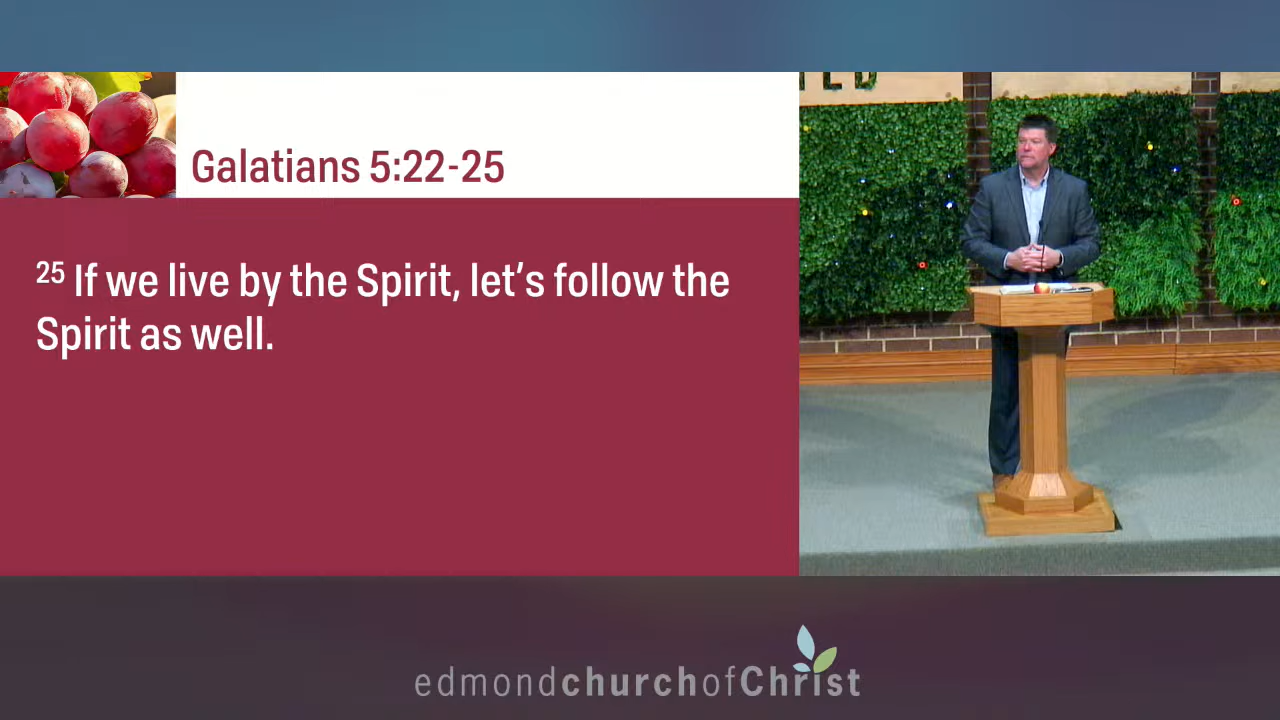 Galatians 5:22-25
25 If we live by the Spirit, let's follow the
Spirit as well.
edmondchurchofChrist